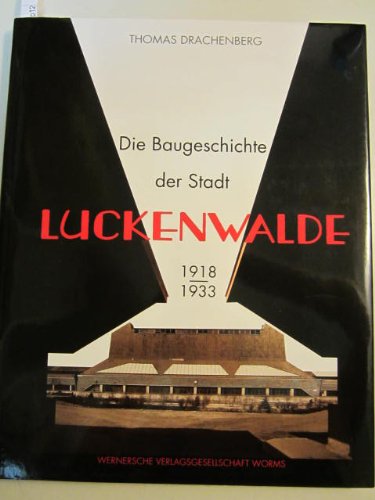 THOMAS DRACHENBERG
Die Baugeschichte
der Stadt
LUCKENWALDE
1918
1933
WERNERSCHE VERLAGSGESELLSCHAFT WORMS